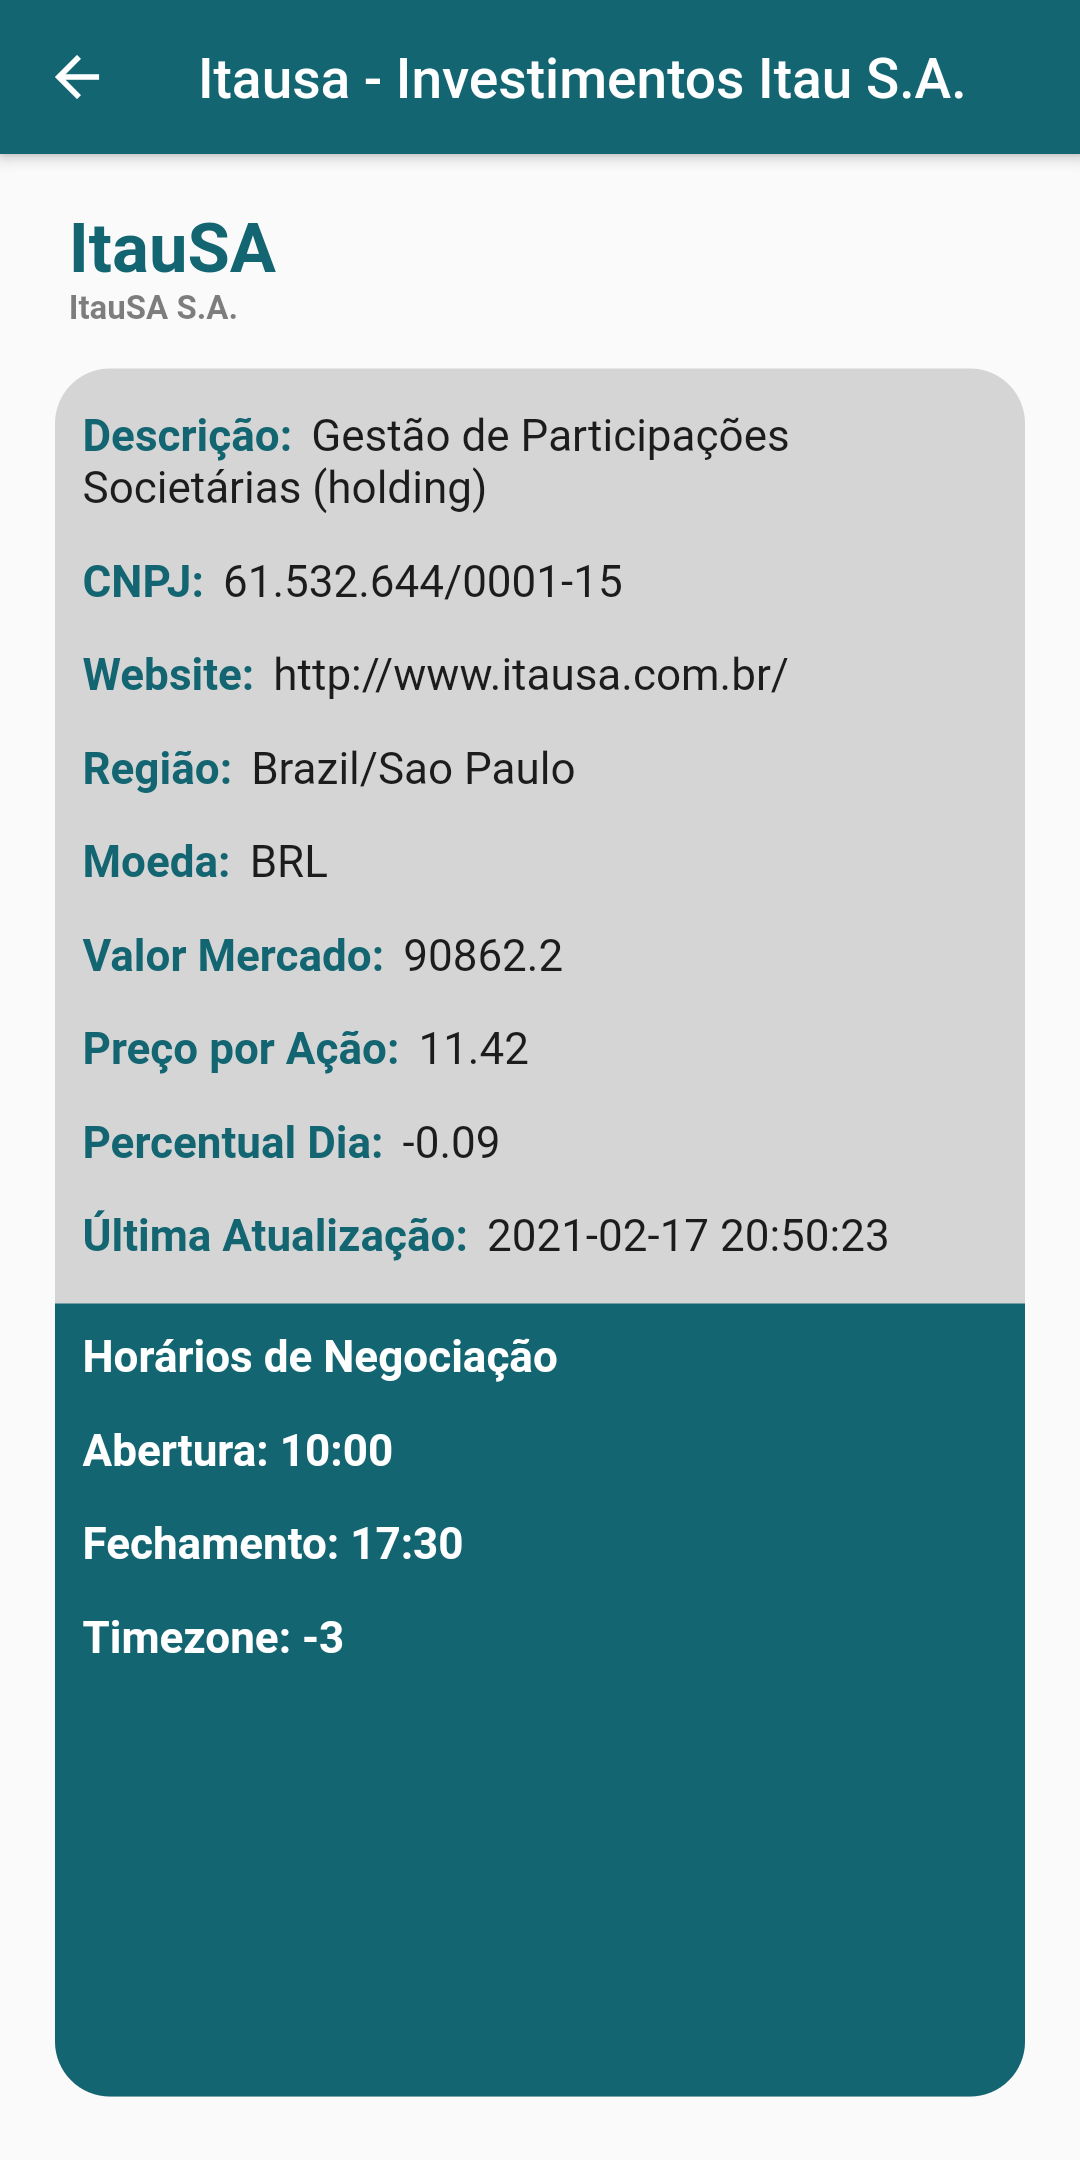 Itausa - Investimentos Itau S.A.
ItauSA
ItauSA S.A.
Descrição: Gestão de Participações
Societárias (holding)
CNPJ: 61.532.644/0001-15
Website: http://www.itausa.com.br/
Região: Brazil/Sao Paulo
Moeda: BRL
Valor Mercado: 90862.2
Preço por Ação: 11.42
Percentual Dia: -0.09
Última Atualização: 2021-02-17 20:50:23
Horários de Negociação
Abertura: 10:00
Fechamento: 17:30
Timezone: -3